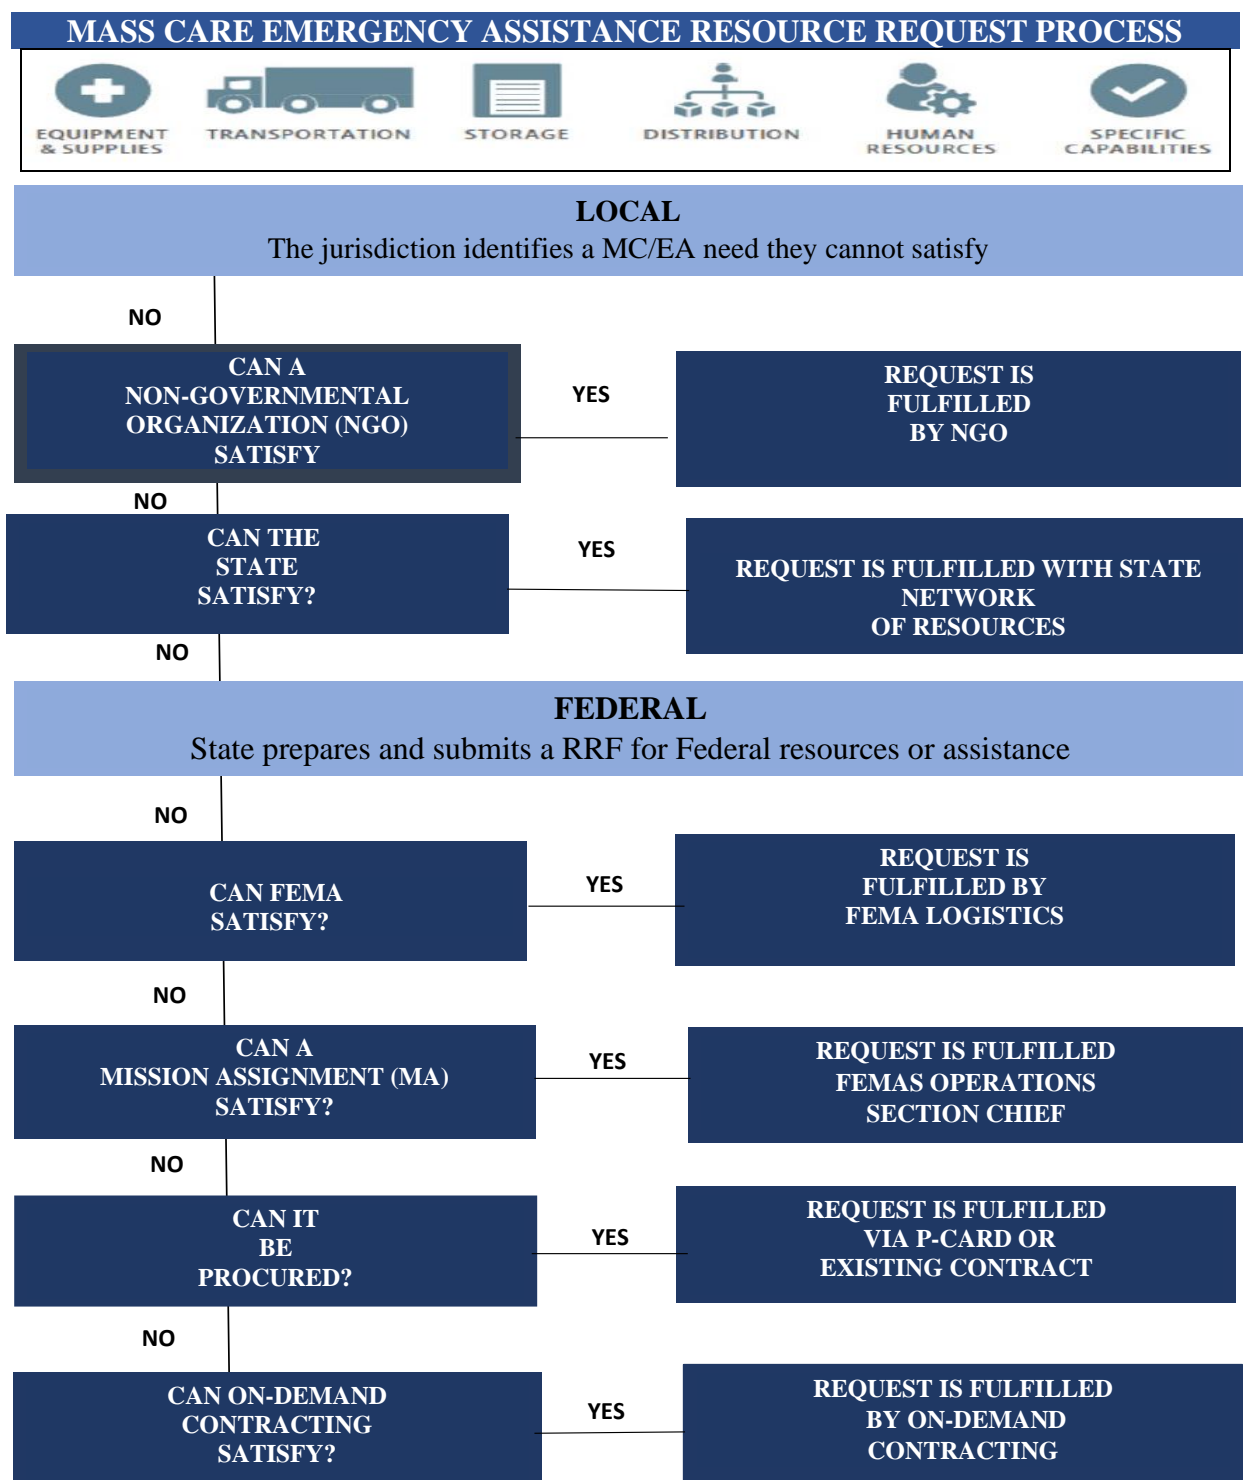 MASS CARE EMERGENCY ASSISTANCE RESOURCE REQUEST PROCESS
EQUIPMENT
& SUPPLIES
TRANSPORTATION
STORAGE
DISTRIBUTION
HUMAN
RESOURCES
SPECIFIC
CAPABILITIES
LOCAL
The jurisdiction identifies a MC/EA need they cannot satisfy
NO
CAN A
NON-GOVERNMENTAL
ORGANIZATION (NGO)
SATISFY
YES
REQUEST IS
FULFILLED
BY NGO
NO
CAN THE
STATE
SATISFY?
YES
REQUEST IS FULFILLED WITH STATE
NETWORK
OF RESOURCES
NO
FEDERAL
State prepares and submits a RRF for Federal resources or assistance
NO
CAN FEMA
SATISFY?
YES
REQUEST IS
FULFILLED BY
FEMA LOGISTICS
NO
CAN A
MISSION ASSIGNMENT (MA)
SATISFY?
YES
REQUEST IS FULFILLED
FEMAS OPERATIONS
SECTION CHIEF
NO
CAN IT
BE
PROCURED?
YES
REQUEST IS FULFILLED
VIA P-CARD OR
EXISTING CONTRACT
NO
CAN ON-DEMAND
CONTRACTING
SATISFY?
YES
REQUEST IS FULFILLED
BY ON-DEMAND
CONTRACTING